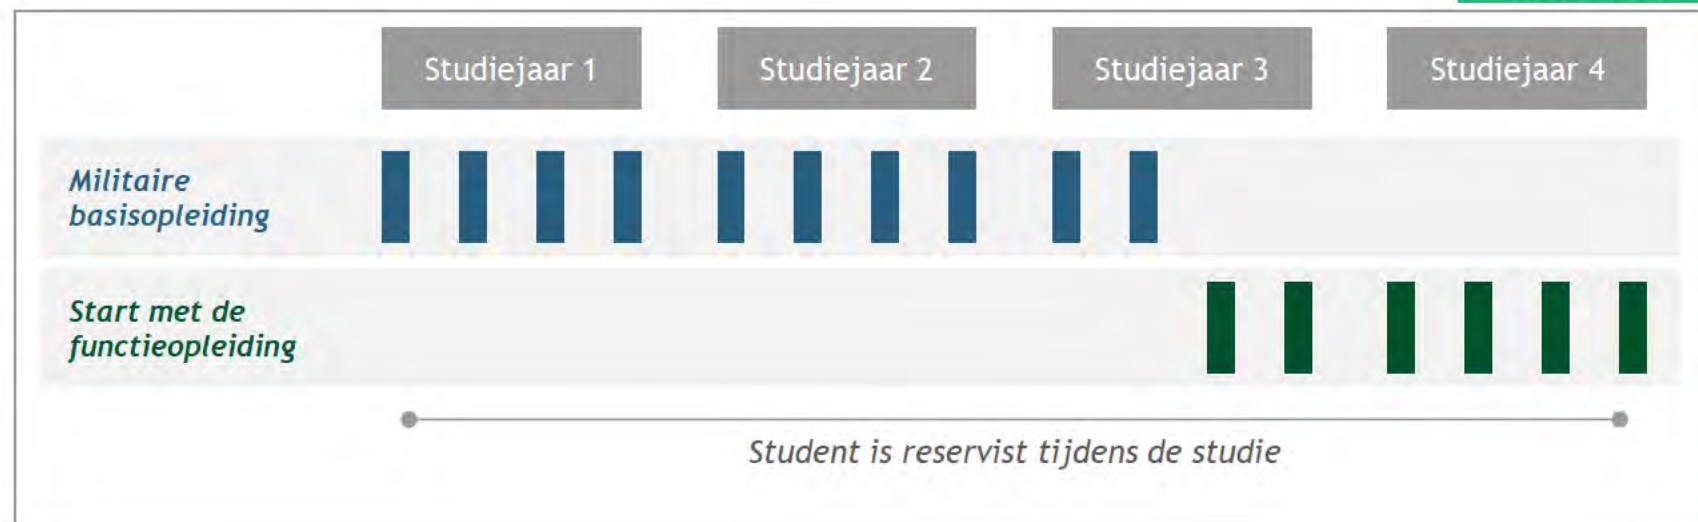 Studiejaar 1
Studiejaar 2
Studiejaar 3
Studiejaar 4
Militaire
basisopleiding
Start met de
functieopleiding
Student is reservist tijdens de studie